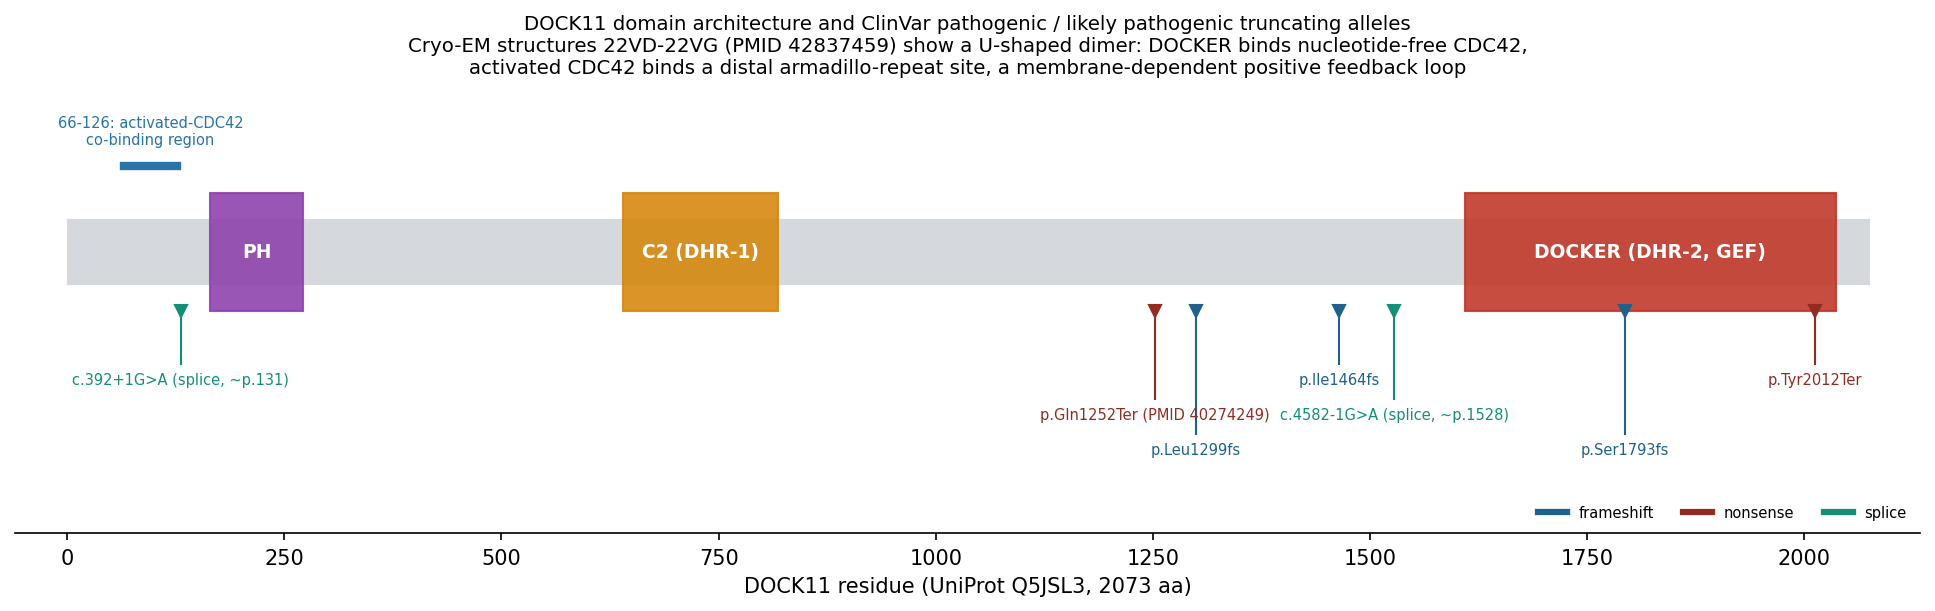 DOCK11 domain architecture and ClinVar pathogenic / likely pathogenic truncating alleles
Cryo-EM structures 22VD-22VG (PMID 42837459) show a U-shaped dimer: DOCKER binds nucleotide-free CDC42,
activated CDC42 binds a distal armadillo-repeat site, a membrane-dependent positive feedback loop
66-126: activated-CDC42
co-binding region
PH
C2 (DHR-1)
DOCKER (DHR-2, GEF)
c.392+1G>A (splice, ~p.131)
p.Ile1464fs
p.Tyr2012Ter
p.Gln1252Ter (PMID 40274249)
c.4582-1G>A (splice, ~p.1528)
p.Leu1299fs
p.Ser1793fs
frameshift
nonsense
splice
0 250 500 750 1000 1250 1500 1750 2000
DOCK11 residue (UniProt Q5JSL3, 2073 aa)